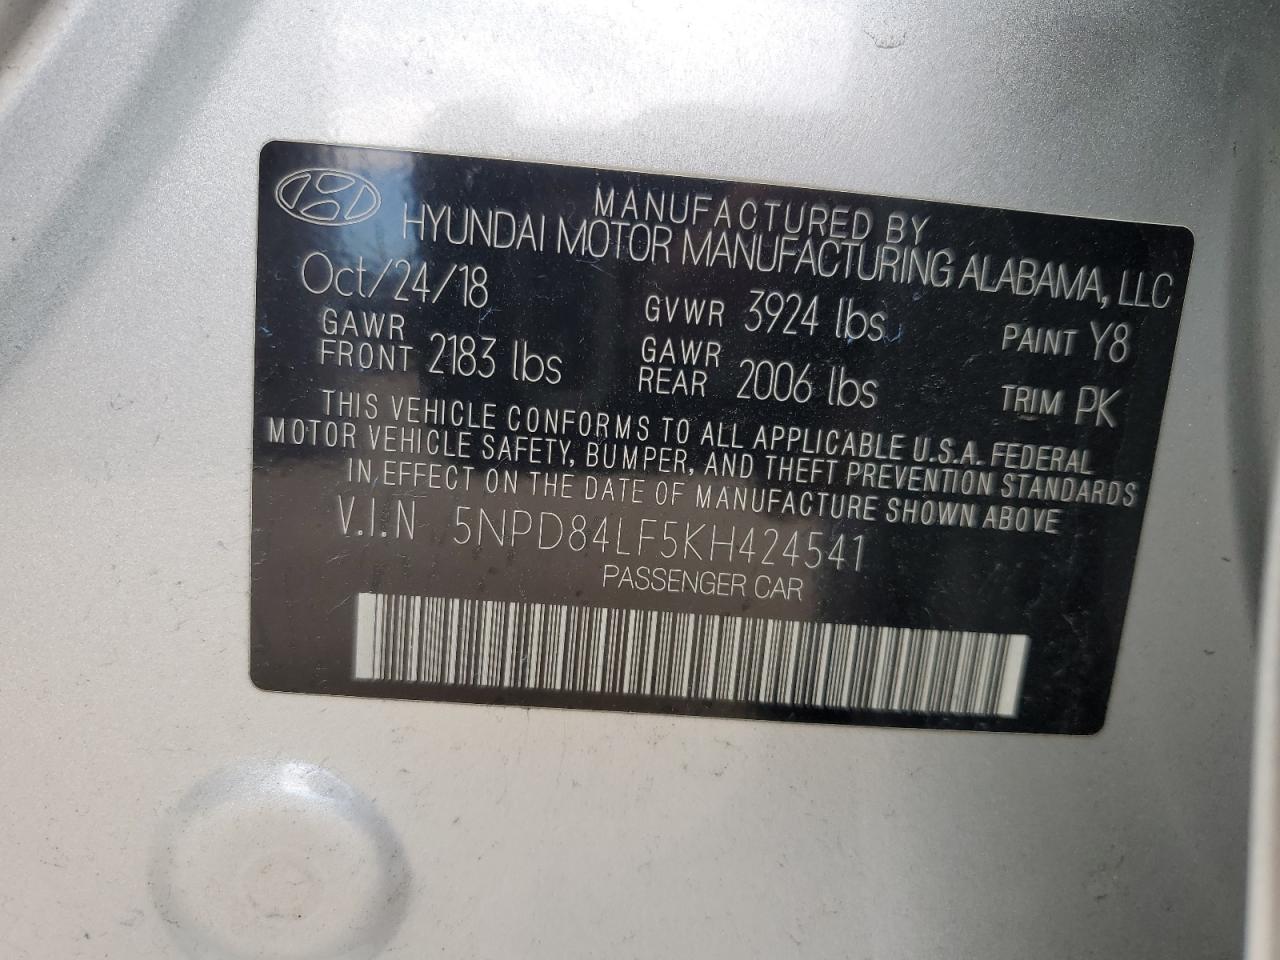 MANUFACTURED BY
HYUNDAI MOTOR MANUFACTURING ALABAMA, LLC
Oct/24/18 GVWR 3924 lbs PAINT Y8
GAWR FRONT 2183 lbs GAWR REAR 2006 lbs TRIM PK
THIS VEHICLE CONFORMS TO ALL APPLICABLE U.S.A. FEDERAL
MOTOR VEHICLE SAFETY, BUMPER, AND THEFT PREVENTION STANDARDS
IN EFFECT ON THE DATE OF MANUFACTURE SHOWN ABOVE
V.I.N 5NPD84LF5KH424541
PASSENGER CAR